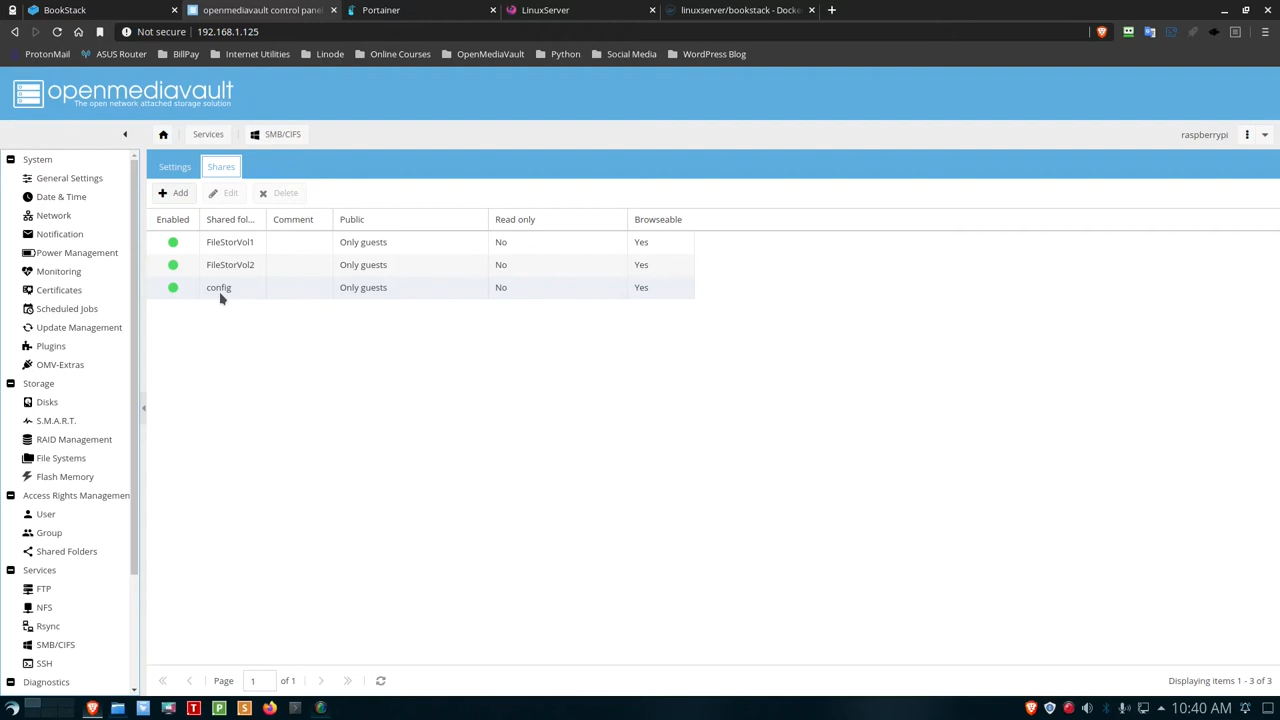 BookStack
openmediavault control panel
Portainer
LinuxServer
linuxserver/bookstack - Docke
Not secure
192.168.1.125
ProtonMail
ASUS Router
BillPay
Internet Utilities
Linode
Online Courses
OpenMediaVault
Python
Social Media
WordPress Blog
openmediavault
The open network attached storage solution
Services
SMB/CIFS
raspberrypi
System
General Settings
Date & Time
Network
Notification
Power Management
Monitoring
Certificates
Scheduled Jobs
Update Management
Plugins
OMV-Extras
Storage
Disks
S.M.A.R.T.
RAID Management
File Systems
Flash Memory
Access Rights Managemen
User
Group
Shared Folders
Services
FTP
NFS
Rsync
SMB/CIFS
SSH
Diagnostics
Settings
Shares
Add
Edit
Delete
Enabled Shared fol... Comment Public Read only Browseable
FileStorVol1 Only guests No Yes
FileStorVol2 Only guests No Yes
config Only guests No Yes
Page 1 of 1
Displaying items 1 - 3 of 3
T
P
S
10:40 AM